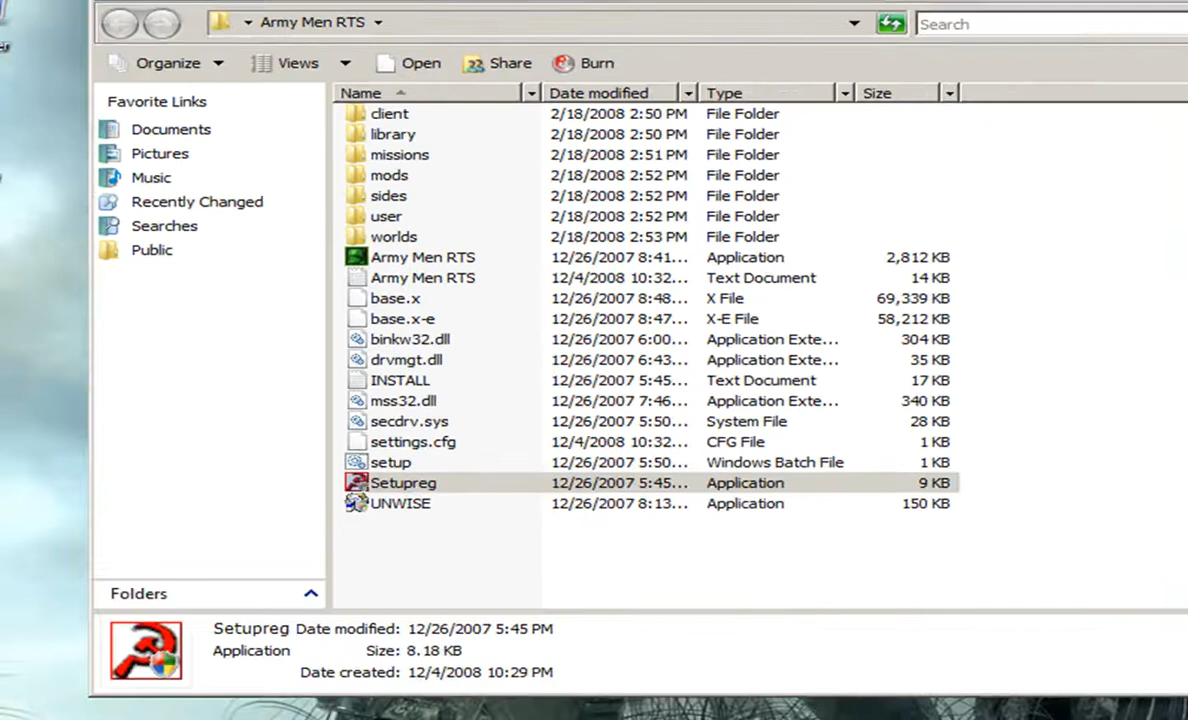 Army Men RTS
Search
Organize Views Open Share Burn
Name Date modified Type Size
Favorite Links
Documents
Pictures
Music
Recently Changed
Searches
Public
client 2/18/2008 2:50 PM File Folder
library 2/18/2008 2:50 PM File Folder
missions 2/18/2008 2:51 PM File Folder
mods 2/18/2008 2:52 PM File Folder
sides 2/18/2008 2:52 PM File Folder
user 2/18/2008 2:52 PM File Folder
worlds 2/18/2008 2:53 PM File Folder
Army Men RTS 12/26/2007 8:41... Application 2,812 KB
Army Men RTS 12/4/2008 10:32... Text Document 14 KB
base.x 12/26/2007 8:48... X File 69,339 KB
base.x-e 12/26/2007 8:47... X-E File 58,212 KB
binkw32.dll 12/26/2007 6:00... Application Exte... 304 KB
drvmgt.dll 12/26/2007 6:43... Application Exte... 35 KB
INSTALL 12/26/2007 5:45... Text Document 17 KB
mss32.dll 12/26/2007 7:46... Application Exte... 340 KB
secdrv.sys 12/26/2007 5:50... System File 28 KB
settings.cfg 12/4/2008 10:32... CFG File 1 KB
setup 12/26/2007 5:50... Windows Batch File 1 KB
Setupreg 12/26/2007 5:45... Application 9 KB
UNWISE 12/26/2007 8:13... Application 150 KB
Folders
Setupreg Date modified: 12/26/2007 5:45 PM
Application Size: 8.18 KB
Date created: 12/4/2008 10:29 PM